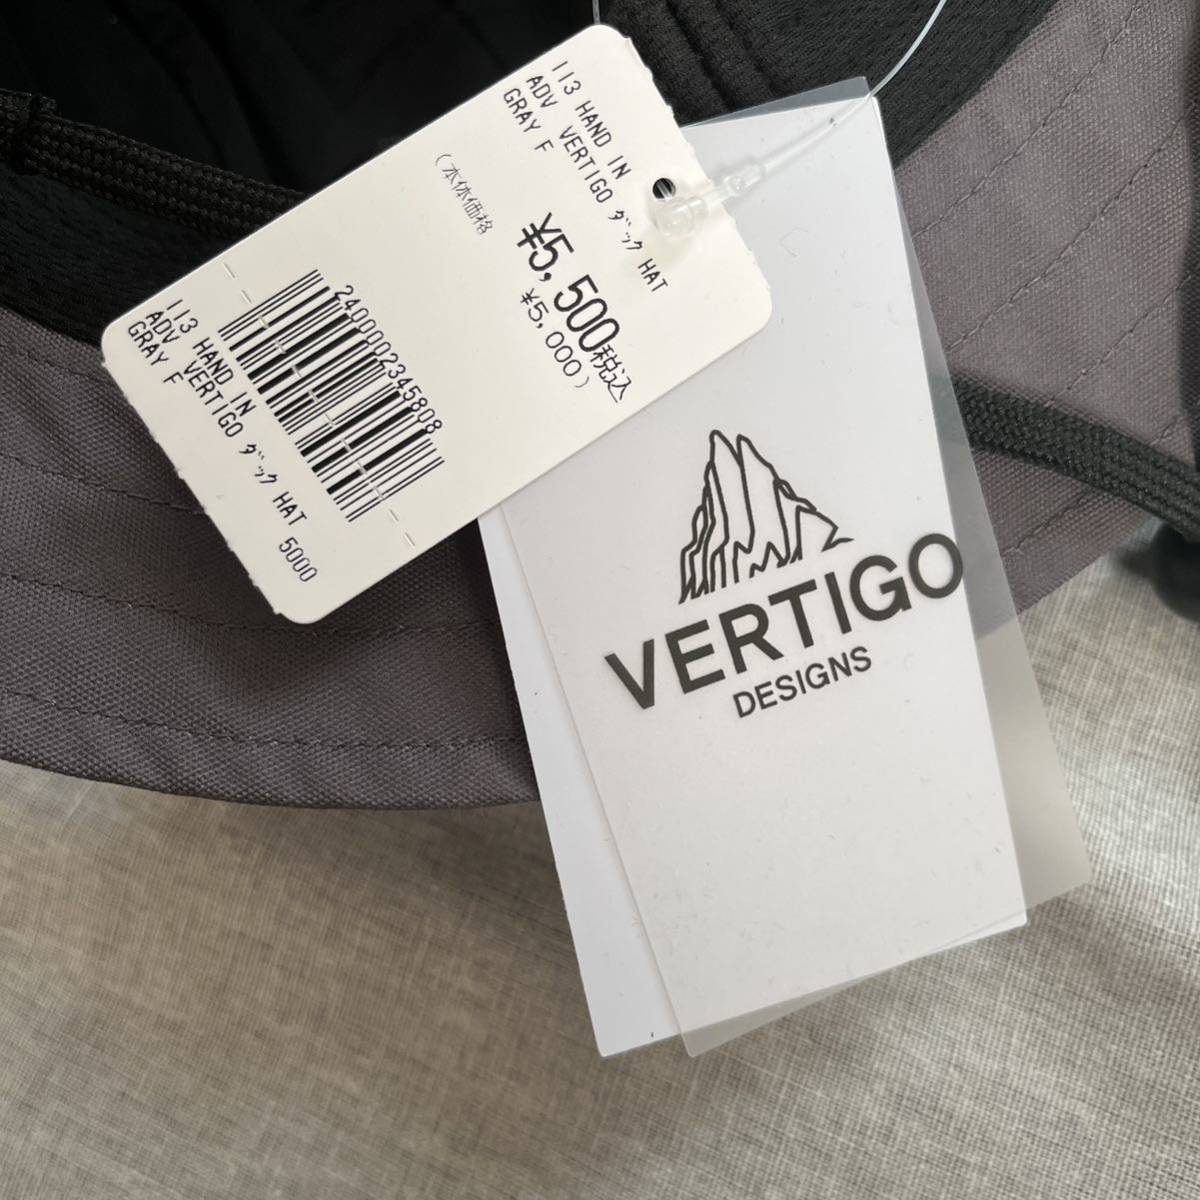 113 HAND IN
ADV VERTIGO ダック HAT
GRAY F
¥5,500税込
(本体価格 ¥5,000)
2400002345808
113 HAND IN
ADV VERTIGO ダック HAT 5000
GRAY F
VERTIGO
DESIGNS